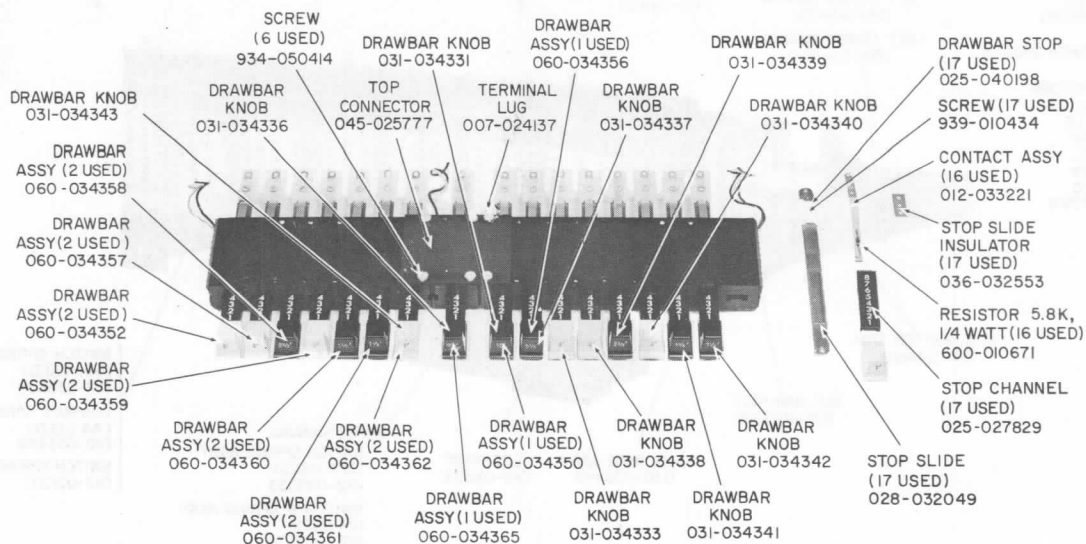 SCREW
(6 USED)
934-050414
DRAWBAR KNOB
031-034331
DRAWBAR
ASSY(1 USED)
060-034356
DRAWBAR KNOB
031-034339
DRAWBAR STOP
(17 USED)
025-040198
DRAWBAR KNOB
031-034343
DRAWBAR
KNOB
031-034336
TOP
CONNECTOR
045-025777
TERMINAL
LUG
007-024137
DRAWBAR
KNOB
031-034337
DRAWBAR KNOB
031-034340
SCREW (17 USED)
939-010434
DRAWBAR
ASSY (2 USED)
060-034358
CONTACT ASSY
(16 USED)
012-033221
DRAWBAR
ASSY(2 USED)
060-034357
STOP SLIDE
INSULATOR
(17 USED)
036-032553
DRAWBAR
ASSY (2 USED)
060-034352
RESISTOR 5.8K,
1/4 WATT (16 USED)
600-010671
DRAWBAR
ASSY (2 USED)
060-034359
STOP CHANNEL
(17 USED)
025-027829
DRAWBAR
ASSY (2 USED)
060-034360
DRAWBAR
ASSY (2 USED)
060-034362
DRAWBAR
ASSY (1 USED)
060-034350
DRAWBAR
KNOB
031-034338
DRAWBAR
KNOB
031-034342
STOP SLIDE
(17 USED)
028-032049
DRAWBAR
ASSY (2 USED)
060-034361
DRAWBAR
ASSY (1 USED)
060-034365
DRAWBAR
KNOB
031-034333
DRAWBAR
KNOB
031-034341